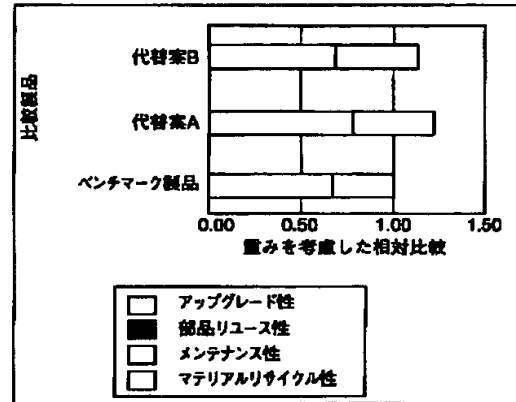 比較製品
代替案B
代替案A
ベンチマーク製品
0.00 0.50 1.00 1.50
重みを考慮した相対比較
アップグレード性
部品リユース性
メンテナンス性
マテリアルリサイクル性